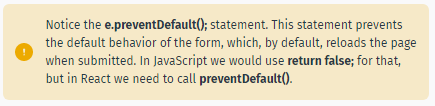 Notice the e.preventDefault(); statement. This statement prevents
the default behavior of the form, which, by default, reloads the page
when submitted. In JavaScript we would use return false; for that,
but in React we need to call preventDefault().